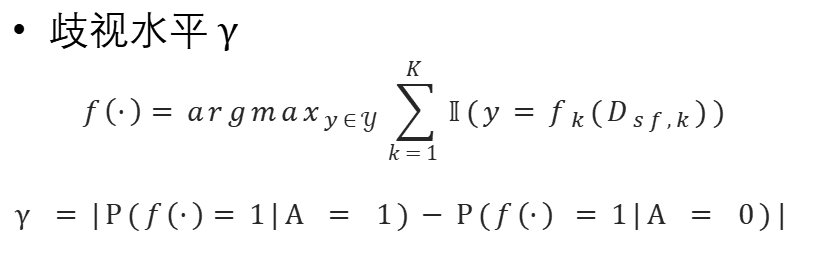 • 歧视水平 γ
f(·) = argmax_{y∈𝒴} ∑_{k=1}^{K} 𝕀(y = f_k(D_{sf,k}))
γ = |P(f(·) = 1|A = 1) − P(f(·) = 1|A = 0)|